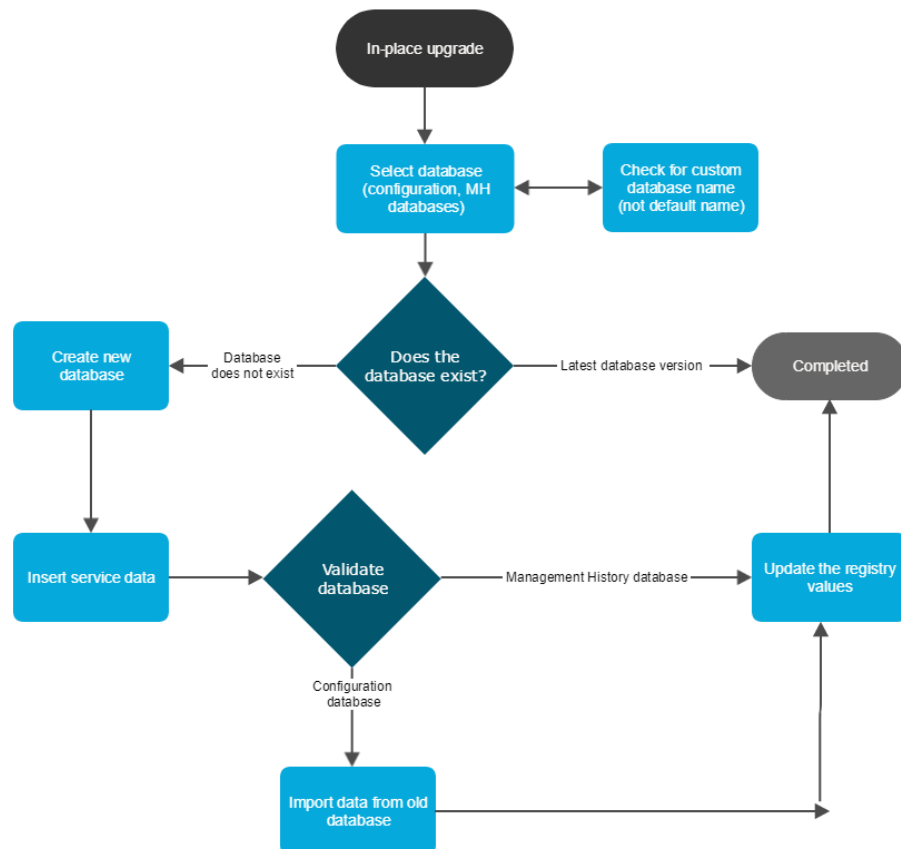 In-place upgrade
Select database
(configuration, MH
databases)
Check for custom
database name
(not default name)
Create new
database
Database
does not exist
Does the
database exist?
Latest database version
Completed
Insert service data
Validate
database
Management History database
Update the registry
values
Configuration
database
Import data from old
database